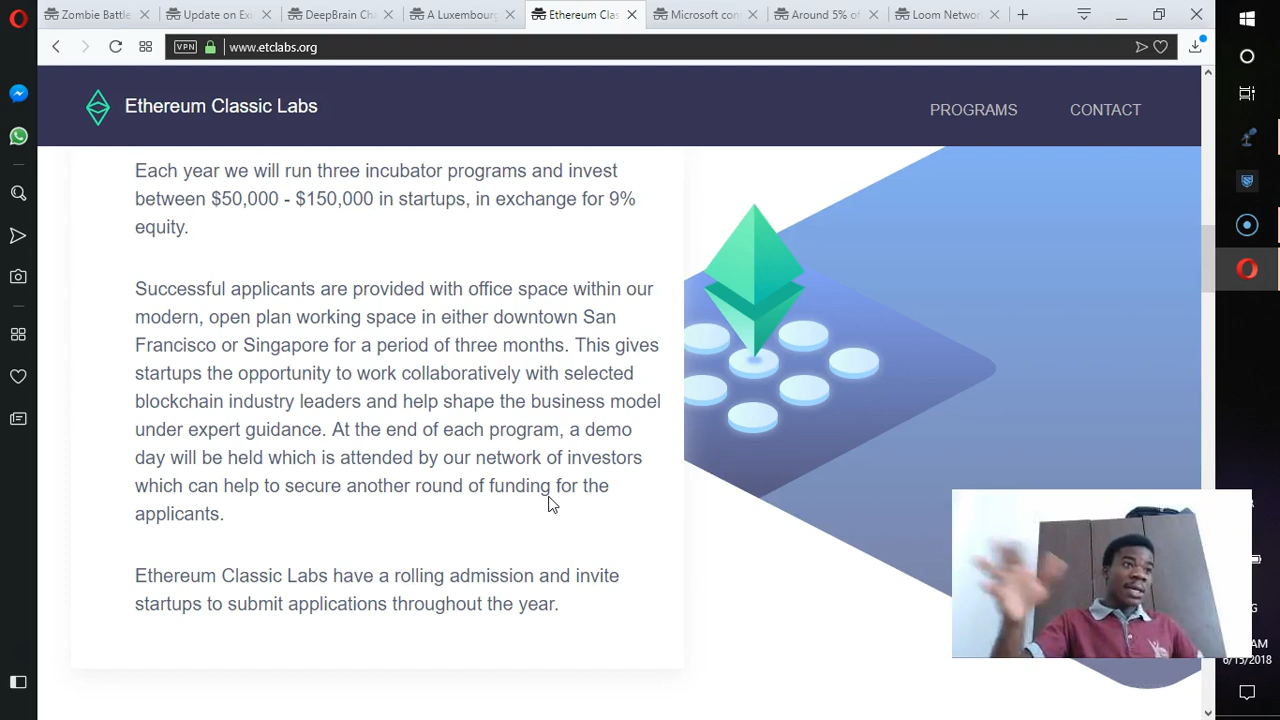 Zombie Battle
Update on Exi
DeepBrain Cha
A Luxembourg
Ethereum Clas
Microsoft con
Around 5% of
Loom Networ
VPN
www.etclabs.org
Ethereum Classic Labs
PROGRAMS
CONTACT
Each year we will run three incubator programs and invest
between $50,000 - $150,000 in startups, in exchange for 9%
equity.
Successful applicants are provided with office space within our
modern, open plan working space in either downtown San
Francisco or Singapore for a period of three months. This gives
startups the opportunity to work collaboratively with selected
blockchain industry leaders and help shape the business model
under expert guidance. At the end of each program, a demo
day will be held which is attended by our network of investors
which can help to secure another round of funding for the
applicants.
Ethereum Classic Labs have a rolling admission and invite
startups to submit applications throughout the year.
AM
6/15/2018